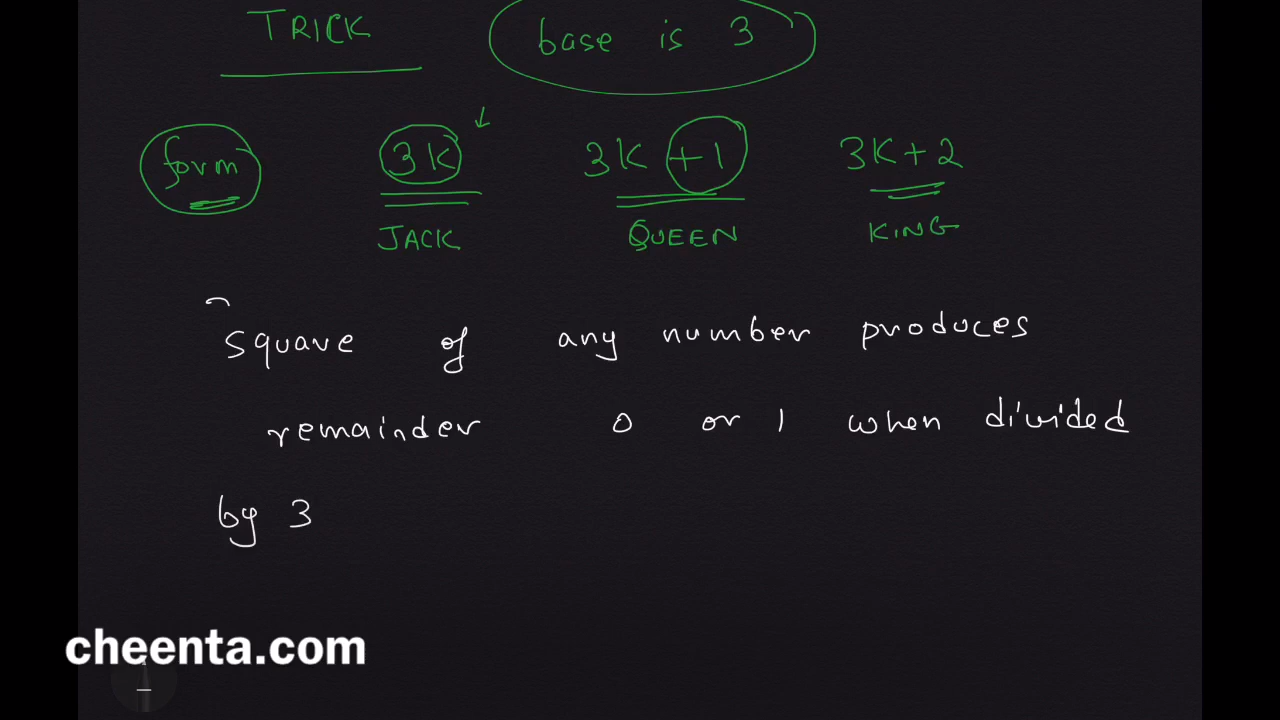 TRICK base is 3
form 3K 3K+1 3K+2
JACK QUEEN KING
square of any number produces
remainder 0 or 1 when divided
by 3
cheenta.com